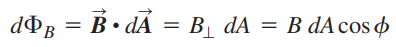 dΦ_B = B⃗ · dA⃗ = B_⊥ dA = B dA cos ϕ